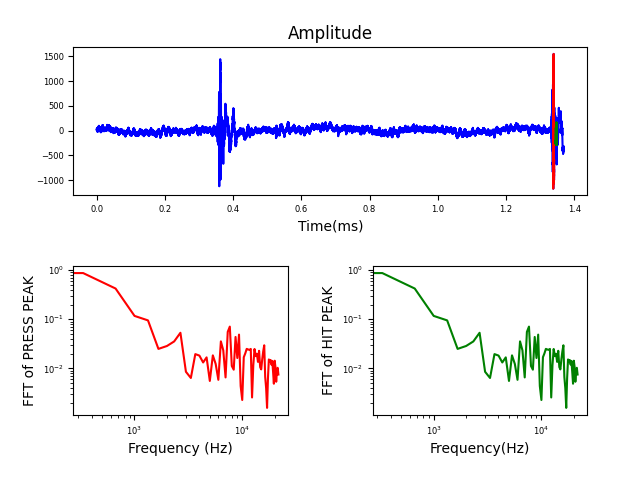 Amplitude
1500
1000
500
0
−500
−1000
0.0 0.2 0.4 0.6 0.8 1.0 1.2 1.4
Time(ms)
FFT of PRESS PEAK
10⁰
10⁻¹
10⁻²
10³ 10⁴
Frequency (Hz)
FFT of HIT PEAK
10⁰
10⁻¹
10⁻²
10³ 10⁴
Frequency(Hz)